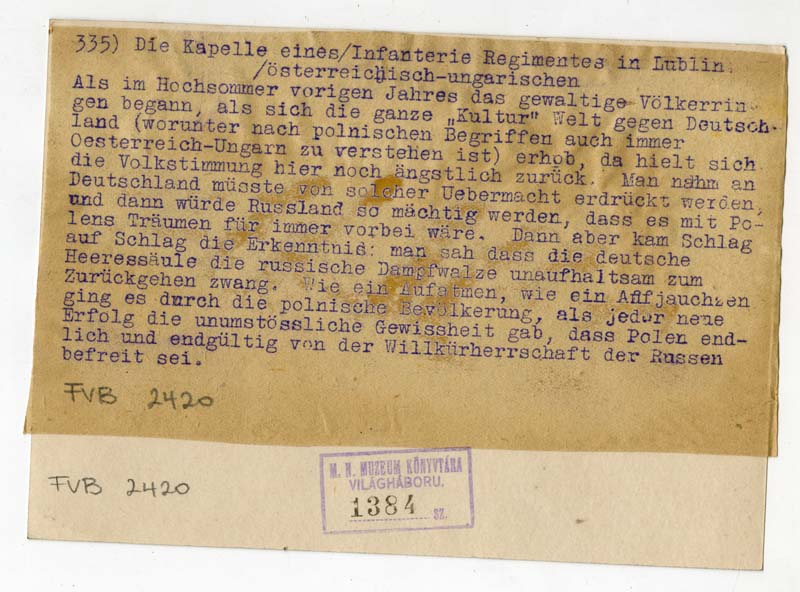 335) Die Kapelle eines/Infanterie Regimentes in Lublin.
/österreichisch-ungarischen
Als im Hochsommer vorigen Jahres das gewaltige Völkerrin-
gen begann, als sich die ganze „Kultur" Welt gegen Deutsch-
land (worunter nach polnischen Begriffen auch immer
Oesterreich-Ungarn zu verstehen ist) erhob, da hielt sich
die Volkstimmung hier noch ängstlich zurück. Man nahm an
Deutschland müsste von solcher Uebermacht erdrückt werden,
und dann würde Russland so mächtig werden, dass es mit Po-
lens Träumen für immer vorbei wäre. Dann aber kam Schlag
auf Schlag die Erkenntnis: man sah dass die deutsche
Heeressäule die russische Dampfwalze unaufhaltsam zum
Zurückgehen zwang. Wie ein Aufatmen, wie ein Affjauchzen
ging es durch die polnische Bevölkerung, als jeder neue
Erfolg die unumstössliche Gewissheit gab, dass Polen end-
lich und endgültig von der Willkürherrschaft der Russen
befreit sei.
FVB 2420
FVB 2420
M. N. MUZEUM KÖNYVTÁRA
VILÁGHÁBORU.
1384 SZ.